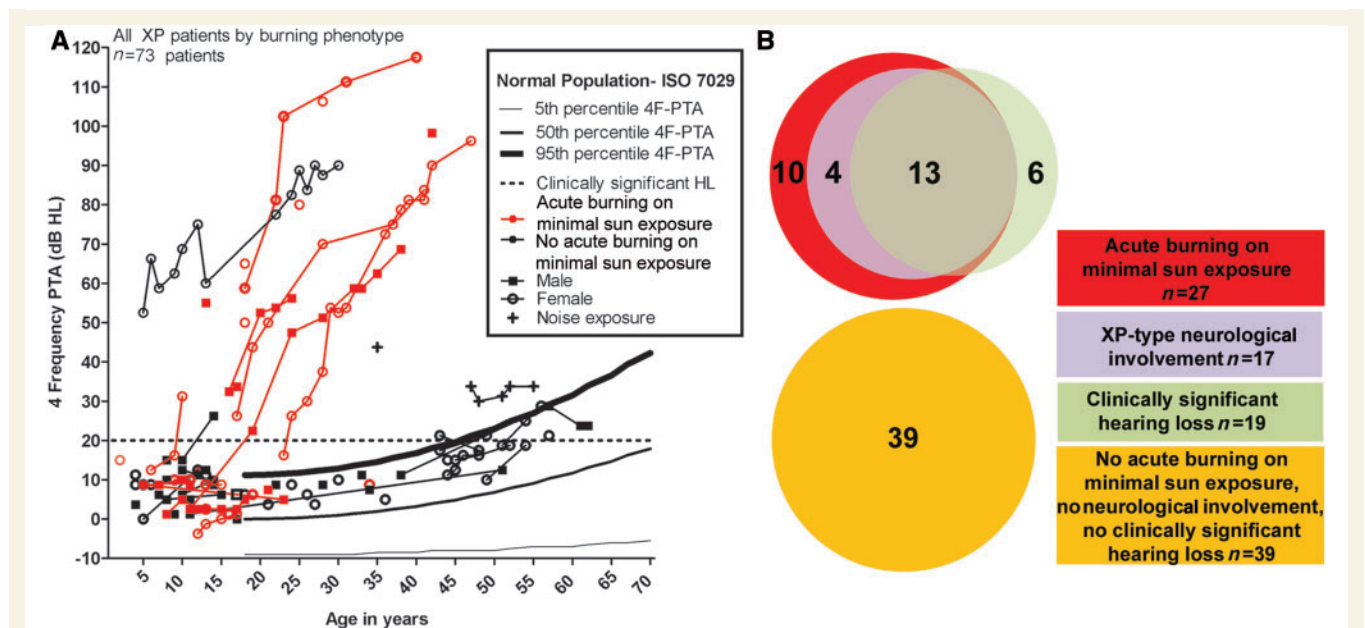 A
All XP patients by burning phenotype
n=73 patients
4 Frequency PTA (dB HL)
120
110
100
90
80
70
60
50
40
30
20
10
0
-10
5
10
15
20
25
30
35
40
45
50
55
60
65
70
Age in years
Normal Population- ISO 7029
5th percentile 4F-PTA
50th percentile 4F-PTA
95th percentile 4F-PTA
Clinically significant HL
Acute burning on
minimal sun exposure
No acute burning on
minimal sun exposure
Male
Female
Noise exposure
B
10 4 13 6
39
Acute burning on
minimal sun exposure
n=27
XP-type neurological
involvement n=17
Clinically significant
hearing loss n=19
No acute burning on
minimal sun exposure,
no neurological involvement,
no clinically significant
hearing loss n=39